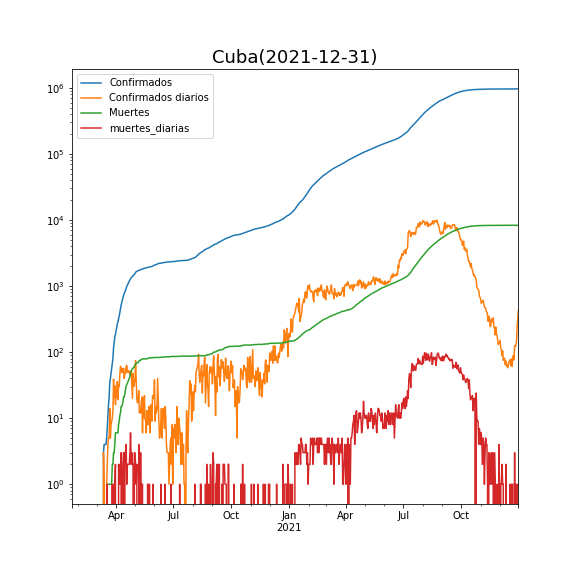 Cuba(2021-12-31)
Confirmados
Confirmados diarios
Muertes
muertes_diarias
10⁶
10⁵
10⁴
10³
10²
10¹
10⁰
Apr Jul Oct Jan Apr Jul Oct
2021